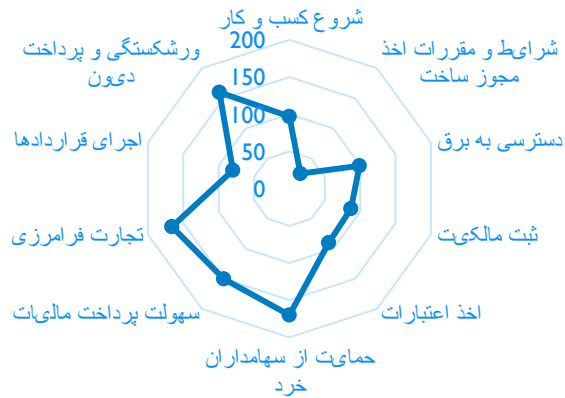 شروع کسب و کار
شرایط و مقررات اخذ
مجوز ساخت
دسترسی به برق
ثبت مالکیت
اخذ اعتبارات
حمایت از سهامداران
خرد
سهولت پرداخت مالیات
تجارت فرامرزی
اجرای قراردادها
ورشکستگی و پرداخت
دیون
200
150
100
50
0